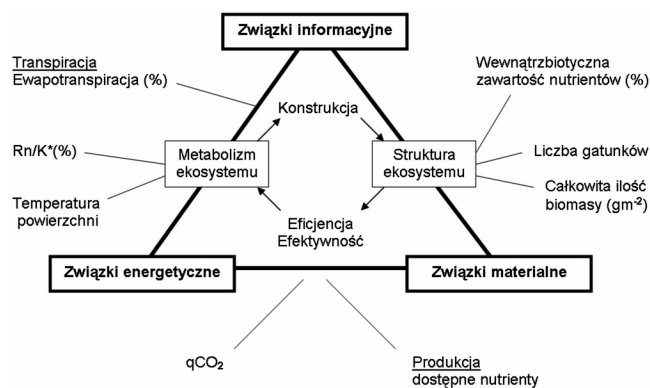 Związki informacyjne
Transpiracja
Ewapotranspiracja (%)
Wewnątrzbiotyczna
zawartość nutrientów (%)
Konstrukcja
Rn/K*(%)
Metabolizm
ekosystemu
Struktura
ekosystemu
Liczba gatunków
Całkowita ilość
biomasy (gm⁻²)
Temperatura
powierzchni
Eficjencja
Efektywność
Związki energetyczne
Związki materialne
qCO₂
Produkcja
dostępne nutrienty